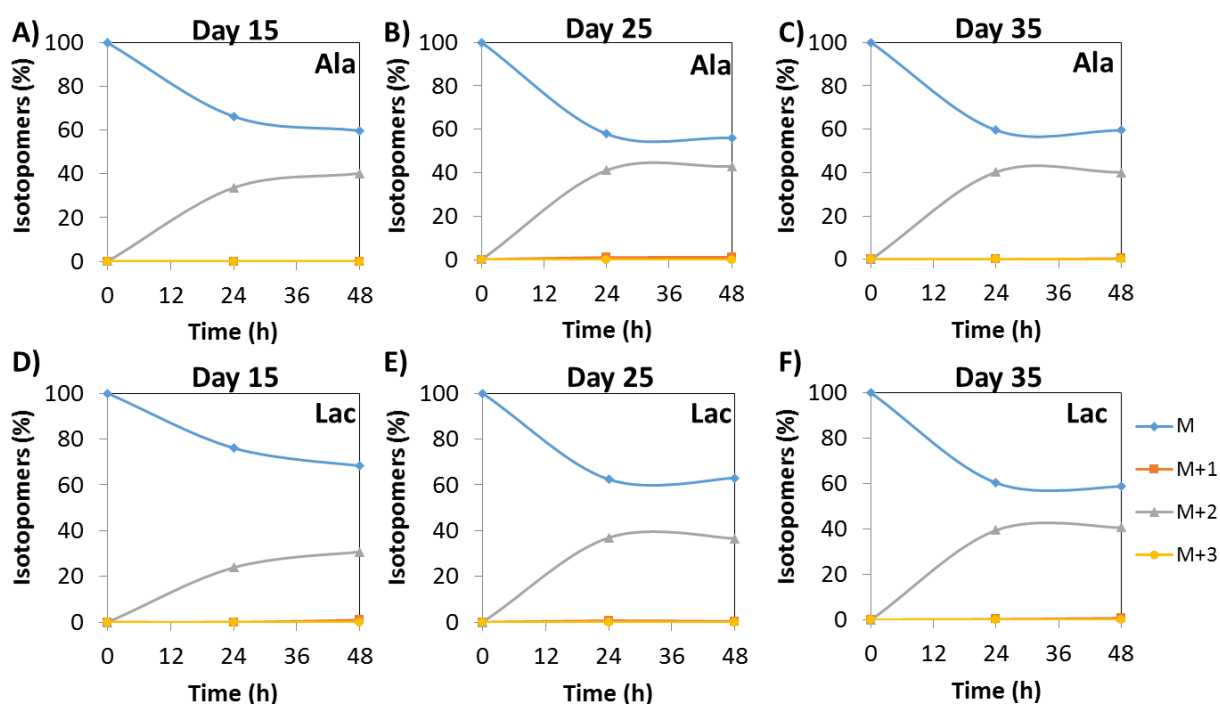 A) Day 15
Isotopomers (%)
100
80
60
40
20
0
Ala
0 12 24 36 48
Time (h)
B) Day 25
Isotopomers (%)
100
80
60
40
20
0
Ala
0 12 24 36 48
Time (h)
C) Day 35
Isotopomers (%)
100
80
60
40
20
0
Ala
0 12 24 36 48
Time (h)
D) Day 15
Isotopomers (%)
100
80
60
40
20
0
Lac
0 12 24 36 48
Time (h)
E) Day 25
Isotopomers (%)
100
80
60
40
20
0
Lac
0 12 24 36 48
Time (h)
F) Day 35
Isotopomers (%)
100
80
60
40
20
0
Lac
0 12 24 36 48
Time (h)
M
M+1
M+2
M+3